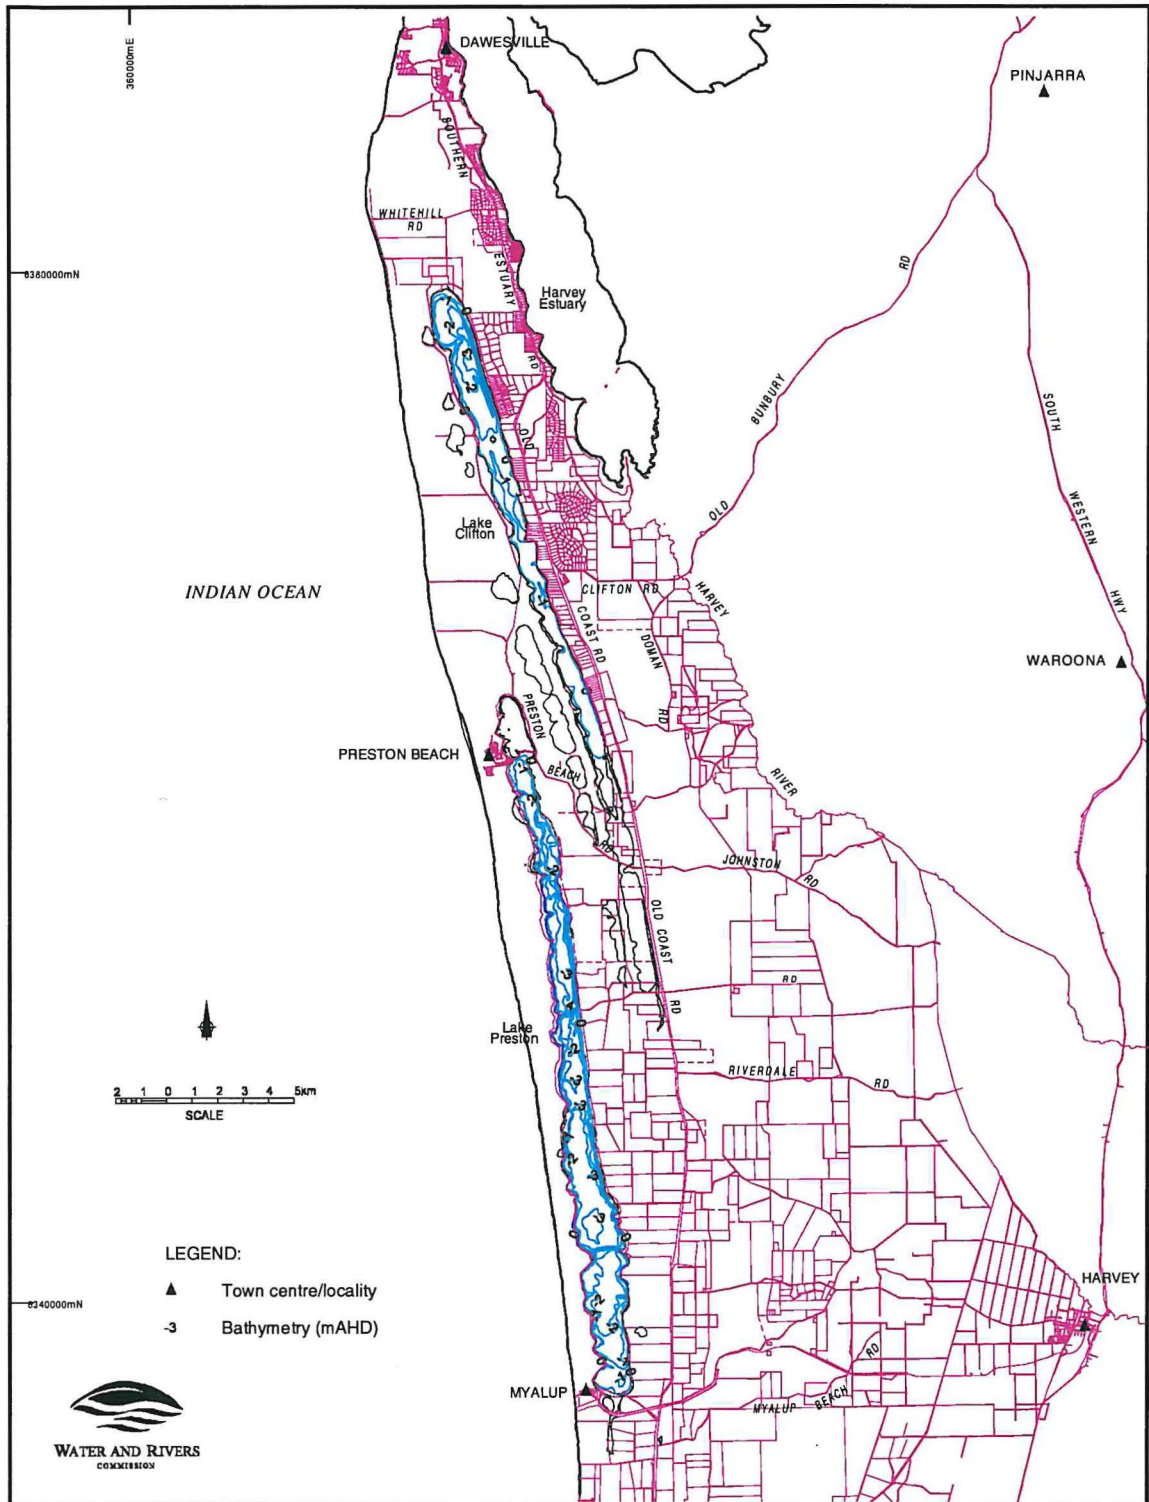 360000mE
DAWESVILLE
PINJARRA
SOUTHERN
WHITEHILL
RD
RD
6380000mN
ESTUARY
Harvey
Estuary
RD
BUNBURY
SOUTH
OLD
OLD
WESTERN
Lake
Clifton
INDIAN OCEAN
CLIFTON RD
HARVEY
HWY
COAST RD
DOMAN
WAROONA
RD
PRESTON
PRESTON BEACH
BEACH
RIVER
RD
JOHNSTON
RD
OLD COAST
RD
RD
Lake
Preston
RIVERDALE
RD
2 1 0 1 2 3 4 5km
SCALE
LEGEND:
Town centre/locality
-3 Bathymetry (mAHD)
HARVEY
6340000mN
RD
MYALUP
MYALUP BEACH
WATER AND RIVERS
COMMISSION